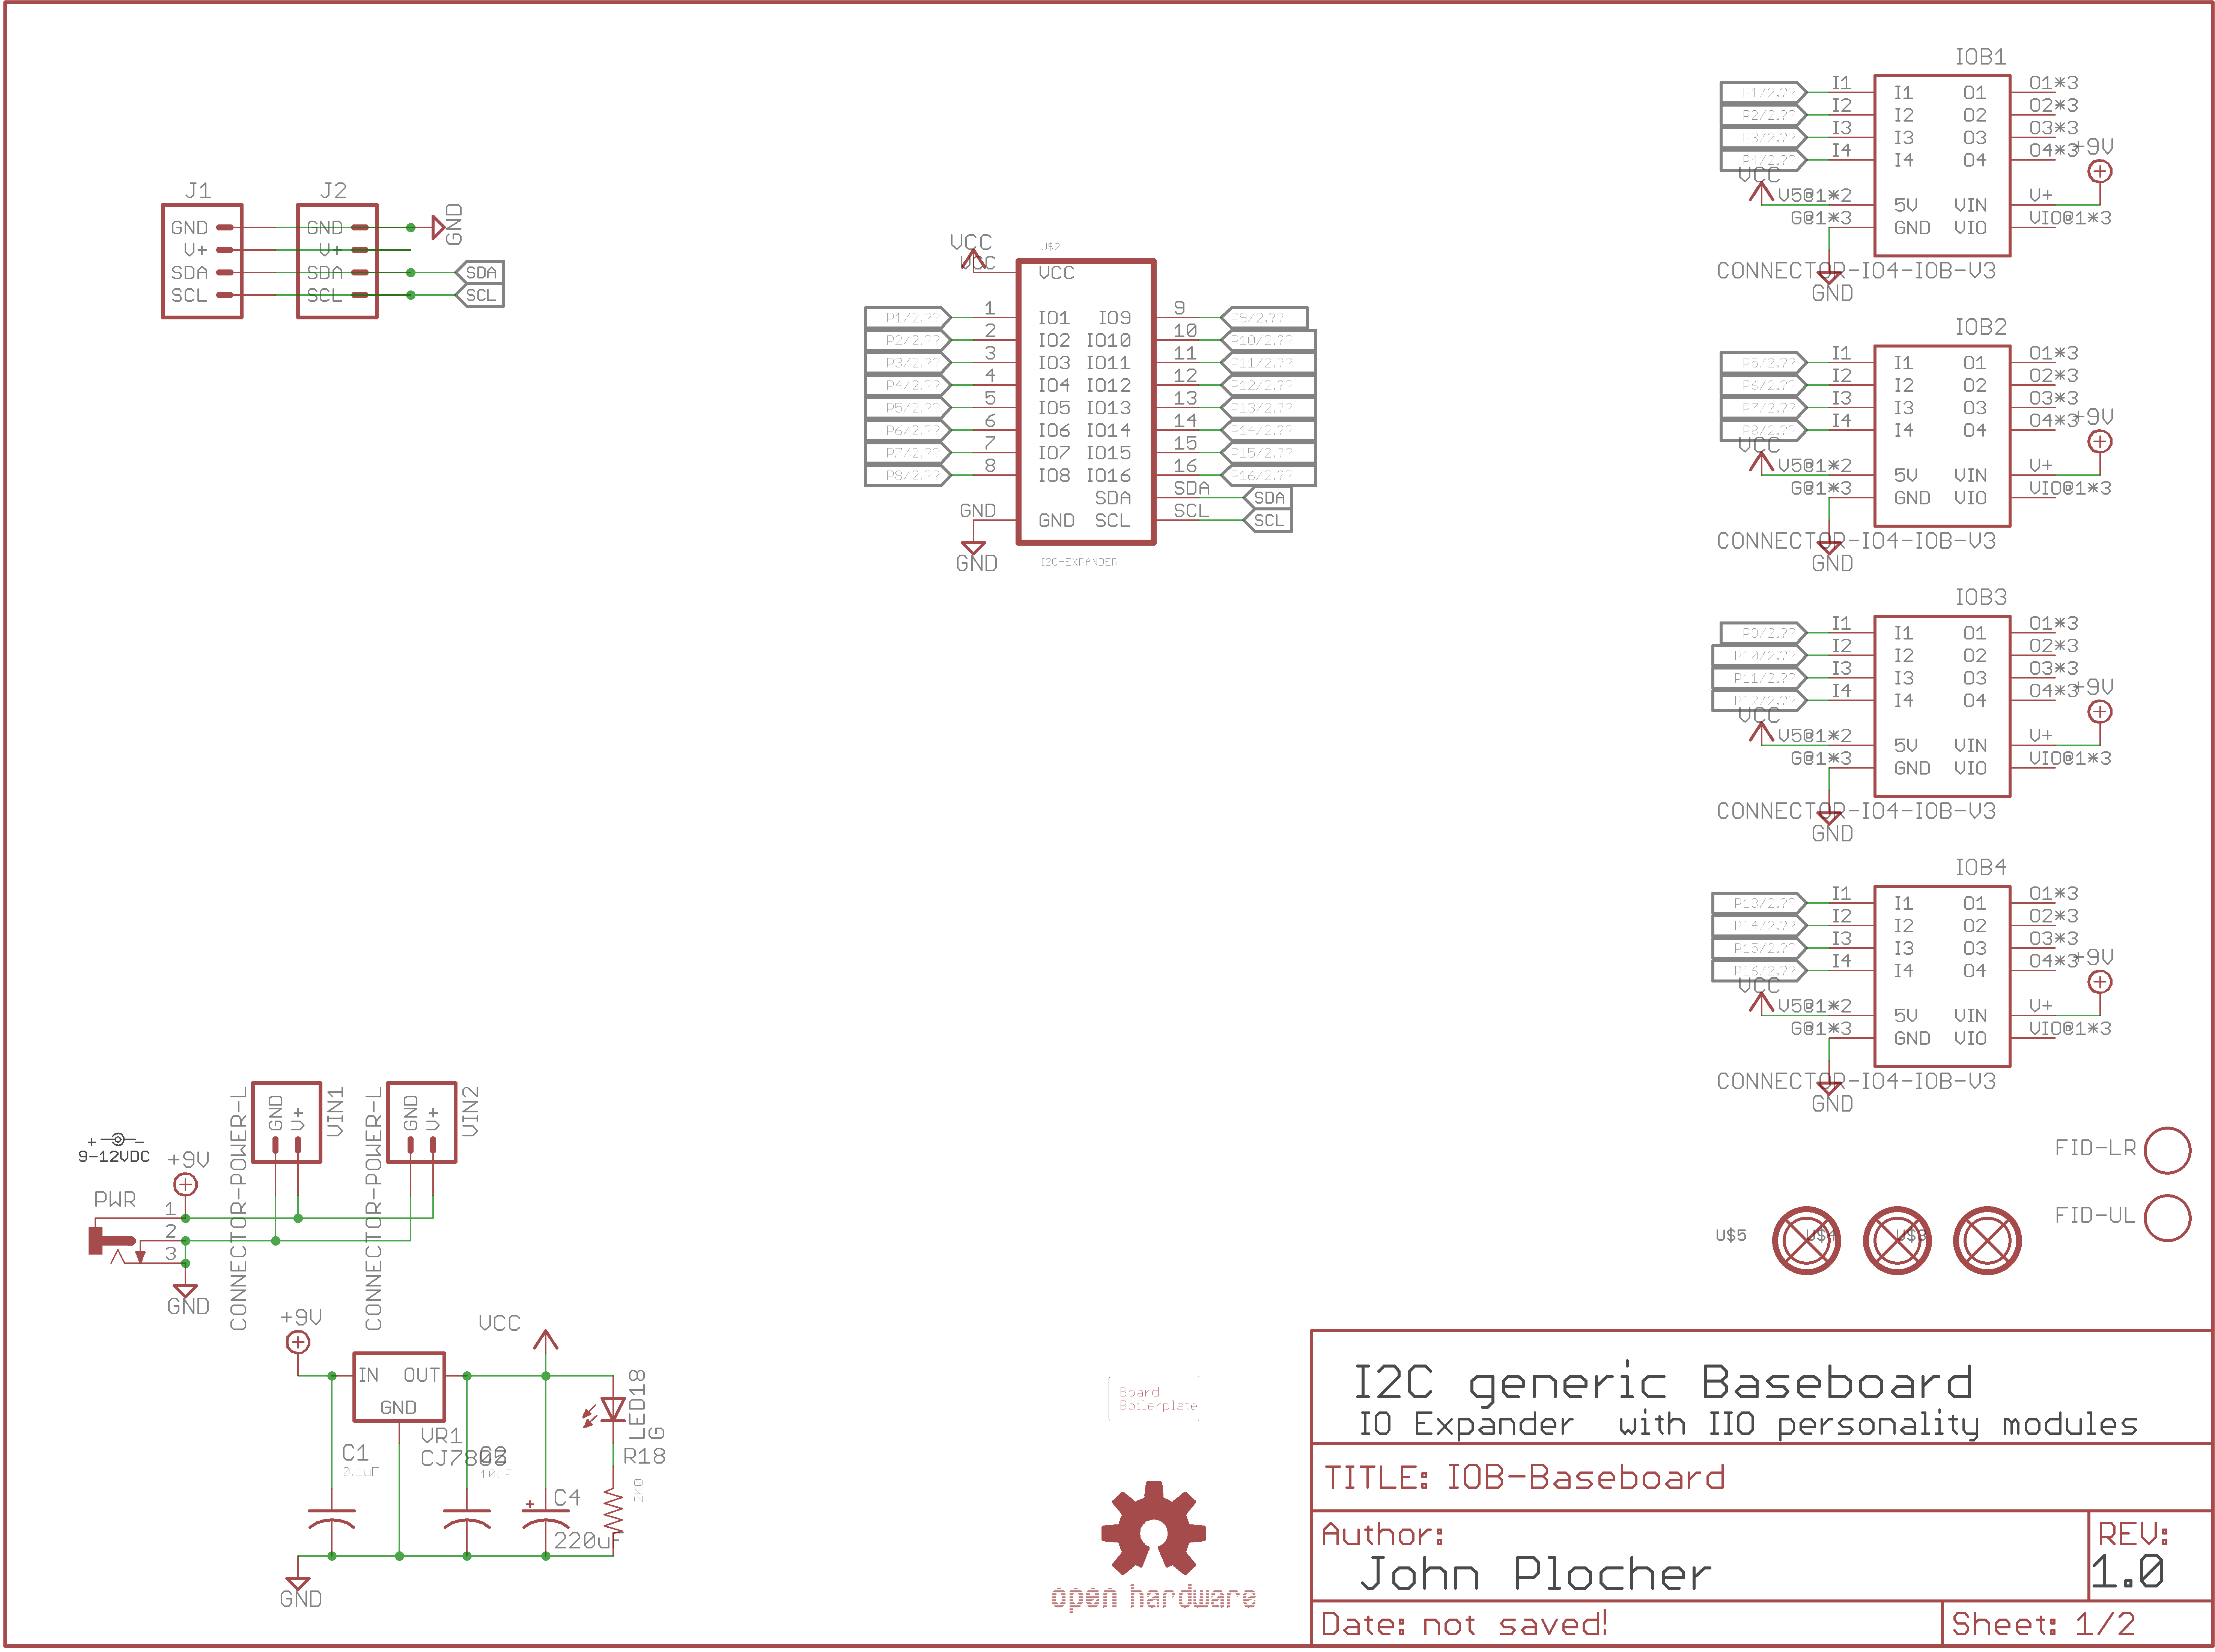 J1
GND
V+
SDA
SCL
J2
GND
V+
SDA
SCL
GND
SDA
SCL
VCC
VCC
U$2
VCC
P1/2.??
1
IO1
IO9
9
P9/2.??
P2/2.??
2
IO2
IO10
10
P10/2.??
P3/2.??
3
IO3
IO11
11
P11/2.??
P4/2.??
4
IO4
IO12
12
P12/2.??
P5/2.??
5
IO5
IO13
13
P13/2.??
P6/2.??
6
IO6
IO14
14
P14/2.??
P7/2.??
7
IO7
IO15
15
P15/2.??
P8/2.??
8
IO8
IO16
16
P16/2.??
SDA
SDA
SDA
GND
GND
SCL
SCL
SCL
GND
I2C-EXPANDER
IOB1
P1/2.??
I1
I1
O1
O1*3
P2/2.??
I2
I2
O2
O2*3
P3/2.??
I3
I3
O3
O3*3
P4/2.??
I4
I4
O4
O4*3
+9V
VCC
V5@1*2
5V
VIN
V+
G@1*3
GND
VIO
VIO@1*3
CONNECTOR-IO4-IOB-V3
GND
IOB2
P5/2.??
I1
I1
O1
O1*3
P6/2.??
I2
I2
O2
O2*3
P7/2.??
I3
I3
O3
O3*3
P8/2.??
I4
I4
O4
O4*3
+9V
VCC
V5@1*2
5V
VIN
V+
G@1*3
GND
VIO
VIO@1*3
CONNECTOR-IO4-IOB-V3
GND
IOB3
P9/2.??
I1
I1
O1
O1*3
P10/2.??
I2
I2
O2
O2*3
P11/2.??
I3
I3
O3
O3*3
P12/2.??
I4
I4
O4
O4*3
+9V
VCC
V5@1*2
5V
VIN
V+
G@1*3
GND
VIO
VIO@1*3
CONNECTOR-IO4-IOB-V3
GND
IOB4
P13/2.??
I1
I1
O1
O1*3
P14/2.??
I2
I2
O2
O2*3
P15/2.??
I3
I3
O3
O3*3
P16/2.??
I4
I4
O4
O4*3
+9V
VCC
V5@1*2
5V
VIN
V+
G@1*3
GND
VIO
VIO@1*3
CONNECTOR-IO4-IOB-V3
GND
+ -
9-12VDC
+9V
PWR
1
2
3
GND
CONNECTOR-POWER-L
GND
V+
VIN1
CONNECTOR-POWER-L
GND
V+
VIN2
+9V
IN
OUT
GND
VR1
CJ7805
VCC
C1
0.1uF
C2
10uF
+
C4
220uF
LED18
G
R18
2K0
GND
FID-LR
FID-UL
U$5
U$4
U$3
Board
Boilerplate
open hardware
I2C generic Baseboard
IO Expander with IIO personality modules
TITLE: IOB-Baseboard
Author:
John Plocher
REV:
1.0
Date: not saved!
Sheet: 1/2